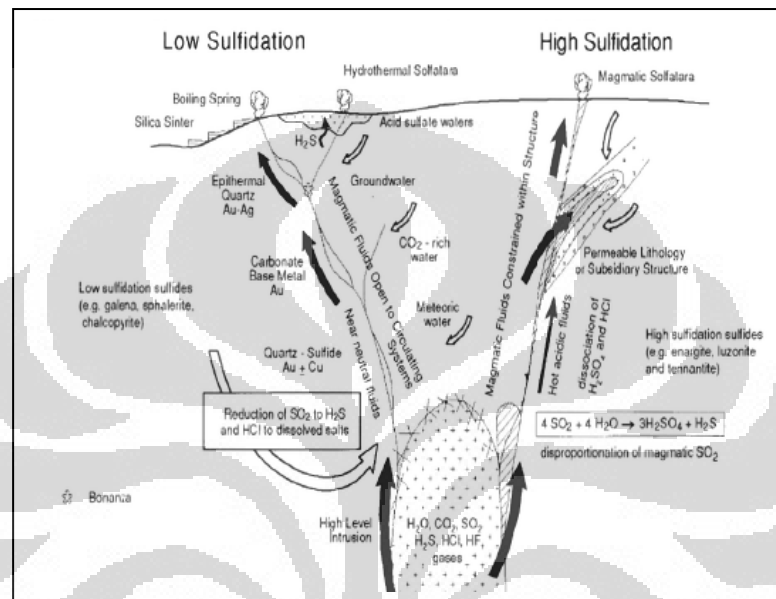 Low Sulfidation
High Sulfidation
Hydrothermal Solfatara
Magmatic Solfatara
Boiling Spring
Silica Sinter
Acid sulfate waters
H₂S
Groundwater
Epithermal
Quartz
Au-Ag
Magmatic Fluids Open to Circulating
Systems
CO₂ - rich
water
Carbonate
Base Metal
Au
Near neutral fluids
Low sulfidation sulfides
(e.g. galena, sphalerite,
chalcopyrite)
Meteoric
water
Quartz - Sulfide
Au ± Cu
Reduction of SO₂ to H₂S
and HCl to dissolved salts
Magmatic Fluids Constrained within Structure
Permeable Lithology
or Subsidiary Structure
Hot acidic fluids
dissociation of
H₂SO₄ and HCl
High sulfidation sulfides
(e.g. enargite, luzonite
and tennantite)
4 SO₂ + 4 H₂O → 3H₂SO₄ + H₂S
disproportionation of magmatic SO₂
Bonanza
High Level
Intrusion
H₂O, CO₂, SO₂
H₂S, HCl, HF,
gases